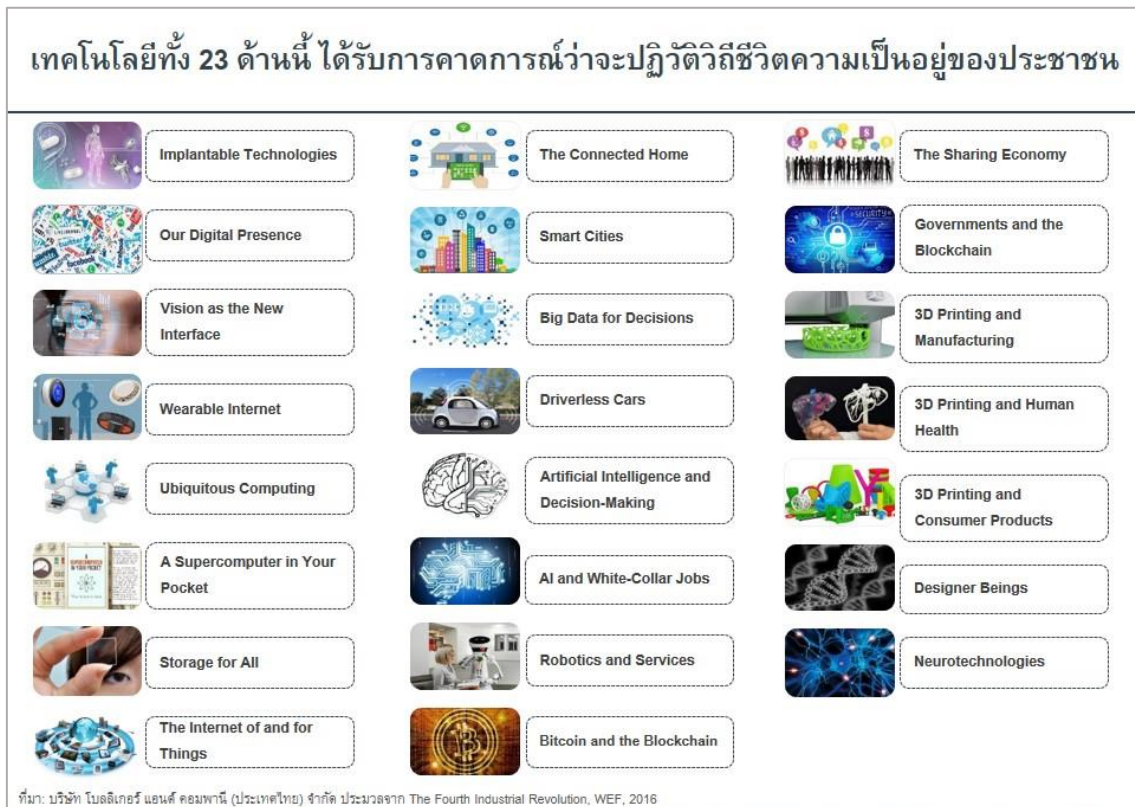 เทคโนโลยีทั้ง 23 ด้านนี้ ได้รับการคาดการณ์ว่าจะปฏิวัติวิถีชีวิตความเป็นอยู่ของประชาชน
Implantable Technologies
Our Digital Presence
Vision as the New
Interface
Wearable Internet
Ubiquitous Computing
A Supercomputer in Your
Pocket
Storage for All
The Internet of and for
Things
The Connected Home
Smart Cities
Big Data for Decisions
Driverless Cars
Artificial Intelligence and
Decision-Making
AI and White-Collar Jobs
Robotics and Services
Bitcoin and the Blockchain
The Sharing Economy
Governments and the
Blockchain
3D Printing and
Manufacturing
3D Printing and Human
Health
3D Printing and
Consumer Products
Designer Beings
Neurotechnologies
ที่มา: บริษัท โบลลิเกอร์ แอนด์ คอมพานี (ประเทศไทย) จำกัด ประมวลจาก The Fourth Industrial Revolution, WEF, 2016